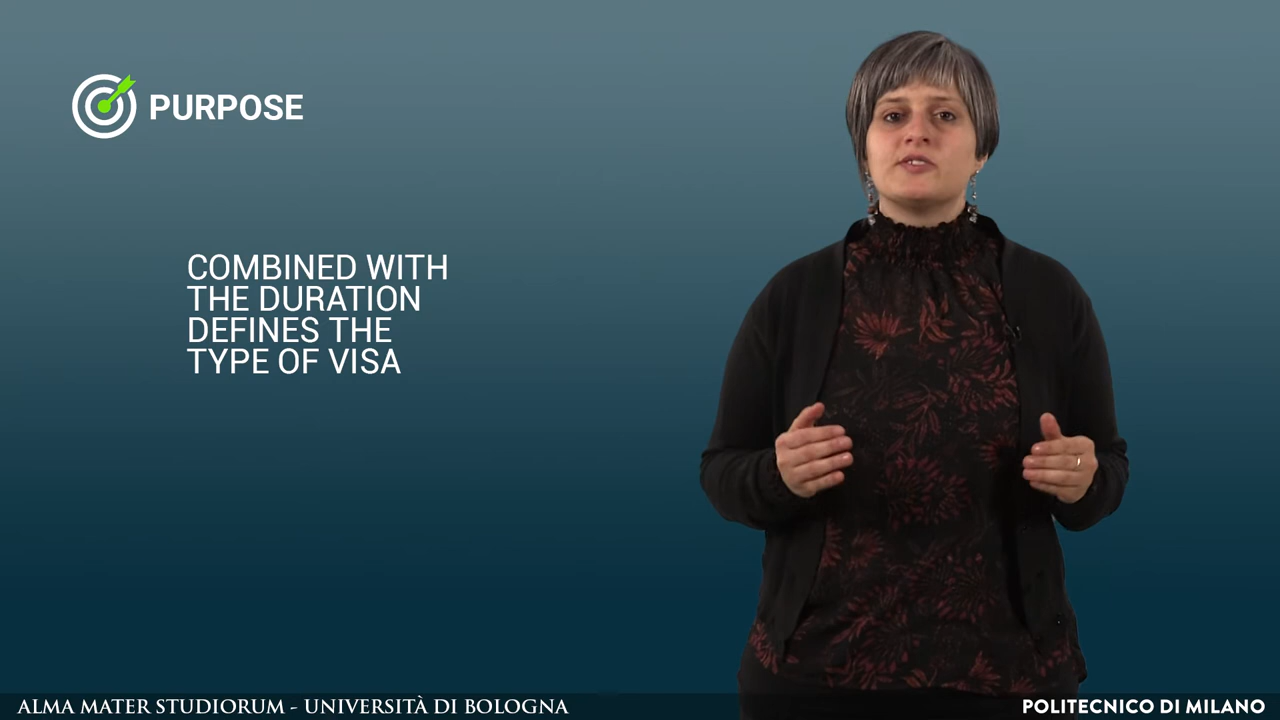 PURPOSE
COMBINED WITH
THE DURATION
DEFINES THE
TYPE OF VISA
ALMA MATER STUDIORUM - UNIVERSITÀ DI BOLOGNA
POLITECNICO DI MILANO